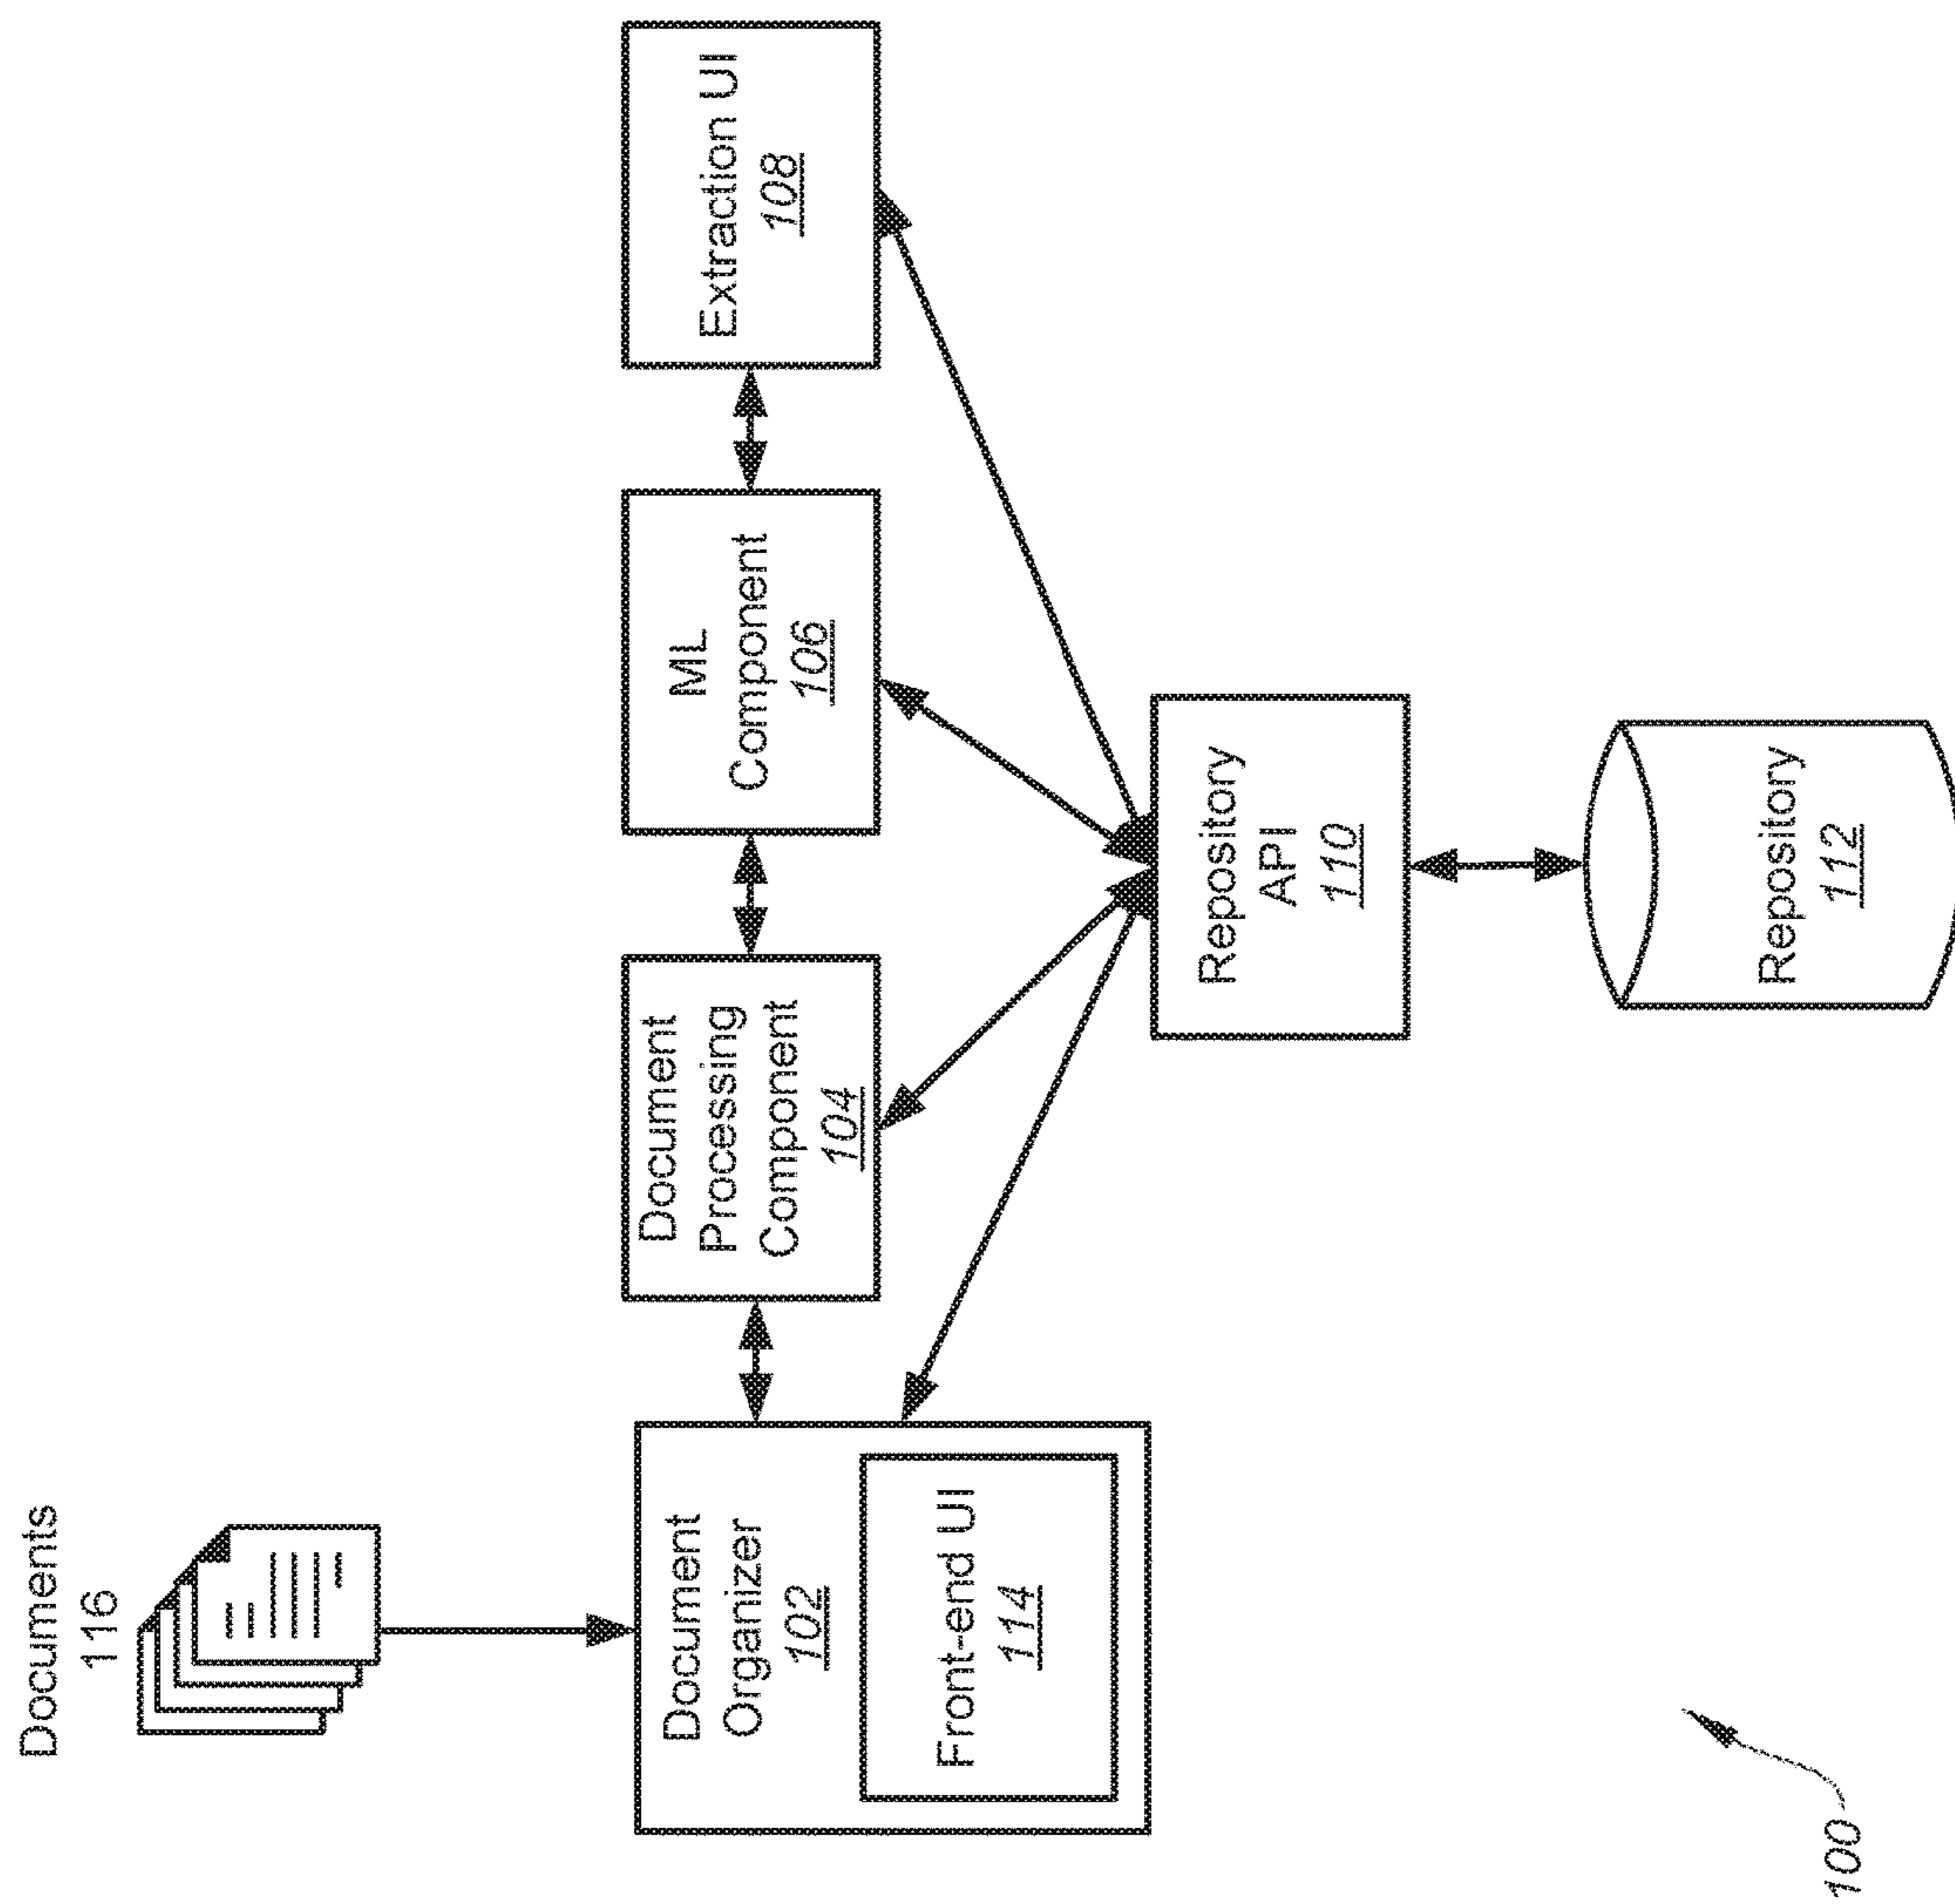 Documents
116
Document
Organizer
102
Front-end UI
114
Document
Processing
Component
104
ML
Component
106
Extraction UI
108
Repository
API
110
Repository
112
100